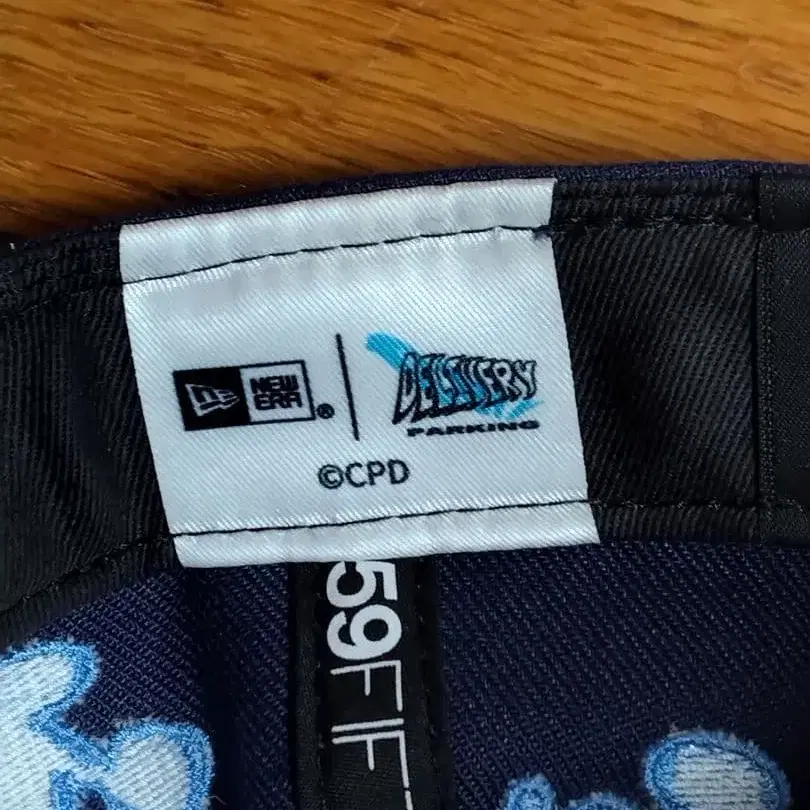 NEW ERA®
DELIVERY
PARKING
©CPD
59FIF